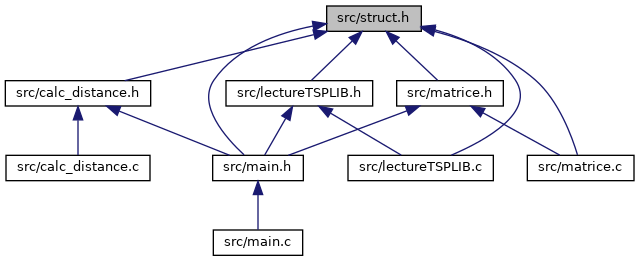 src/struct.h
src/calc_distance.h
src/lectureTSPLIB.h
src/matrice.h
src/calc_distance.c
src/main.h
src/lectureTSPLIB.c
src/matrice.c
src/main.c